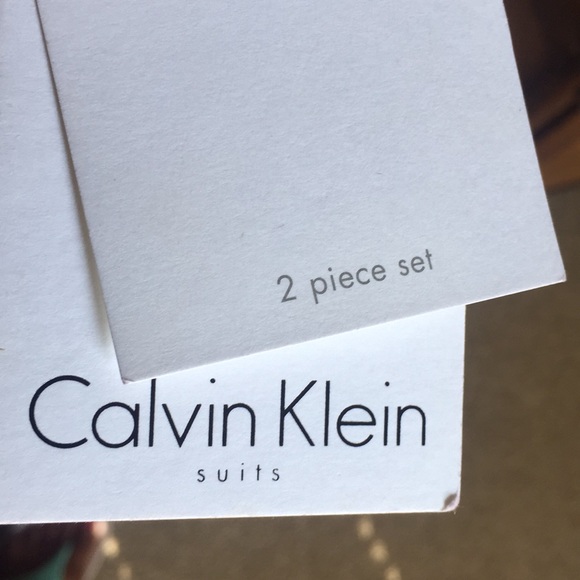 2 piece set
Calvin Klein
suits